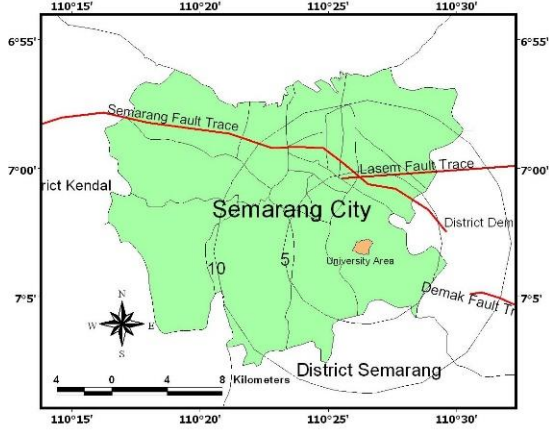 110°15' 110°20' 110°25' 110°30'
6°55' 6°55'
Semarang Fault Trace
7°00' Lasem Fault Trace 7°00'
rict Kendal
Semarang City
District Dem
University Area
10 5
7°5' Demak Fault Tr 7°5'
N
W E
S
District Semarang
4 0 4 8 Kilometers
110°15' 110°20' 110°25' 110°30'